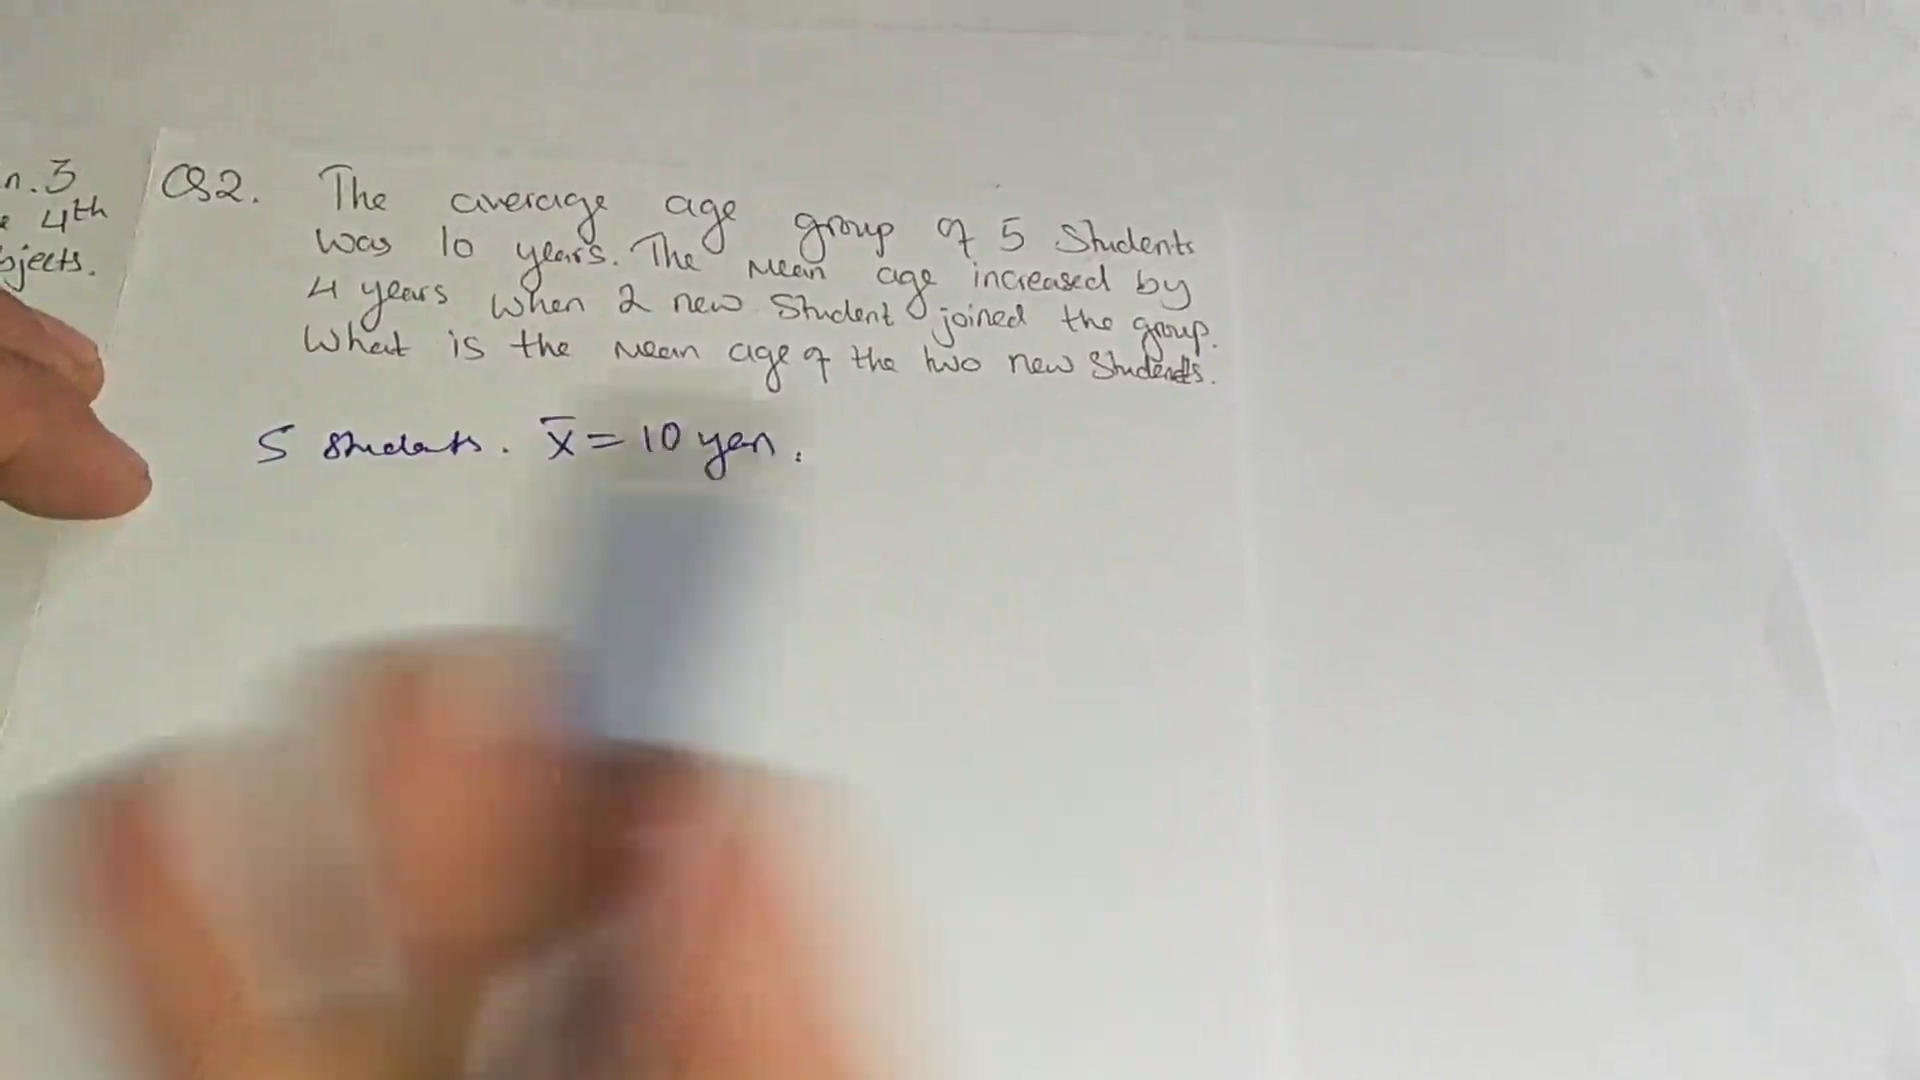 n.3
4th
jects.
Q2. The average age group of 5 Students
was 10 years. The Mean age increased by
4 years when 2 new Student joined the group.
What is the Mean age of the two new Students.
5 students. x̄ = 10 yea.